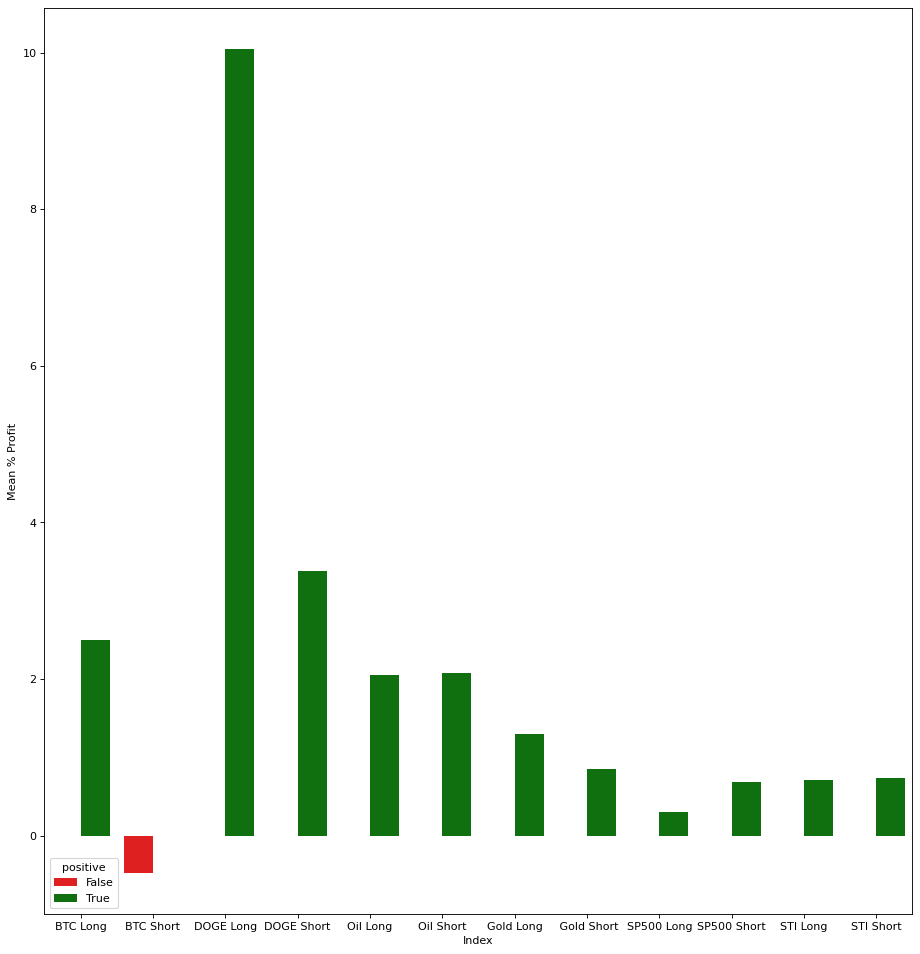 Mean % Profit
10
8
6
4
2
0
positive
False
True
BTC Long BTC Short DOGE Long DOGE Short Oil Long Oil Short Gold Long Gold Short SP500 Long SP500 Short STI Long STI Short
Index